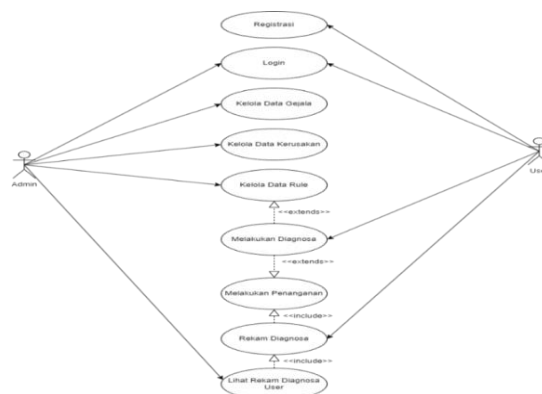 Registrasi
Login
Kelola Data Gejala
Kelola Data Kerusakan
Admin
User
Kelola Data Rule
<<extends>>
Melakukan Diagnosa
<<extends>>
Melakukan Penanganan
<<include>>
Rekam Diagnosa
<<include>>
Lihat Rekam Diagnosa
User